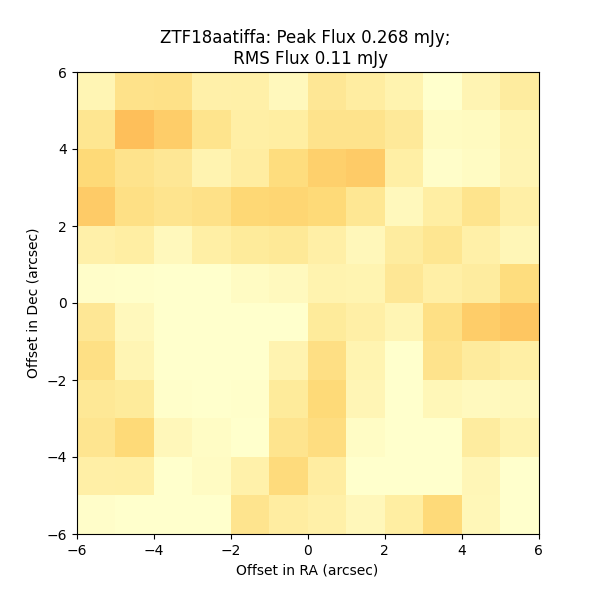 ZTF18aatiffa: Peak Flux 0.268 mJy;
RMS Flux 0.11 mJy
6
4
2
0
−2
−4
−6
Offset in Dec (arcsec)
−6 −4 −2 0 2 4 6
Offset in RA (arcsec)